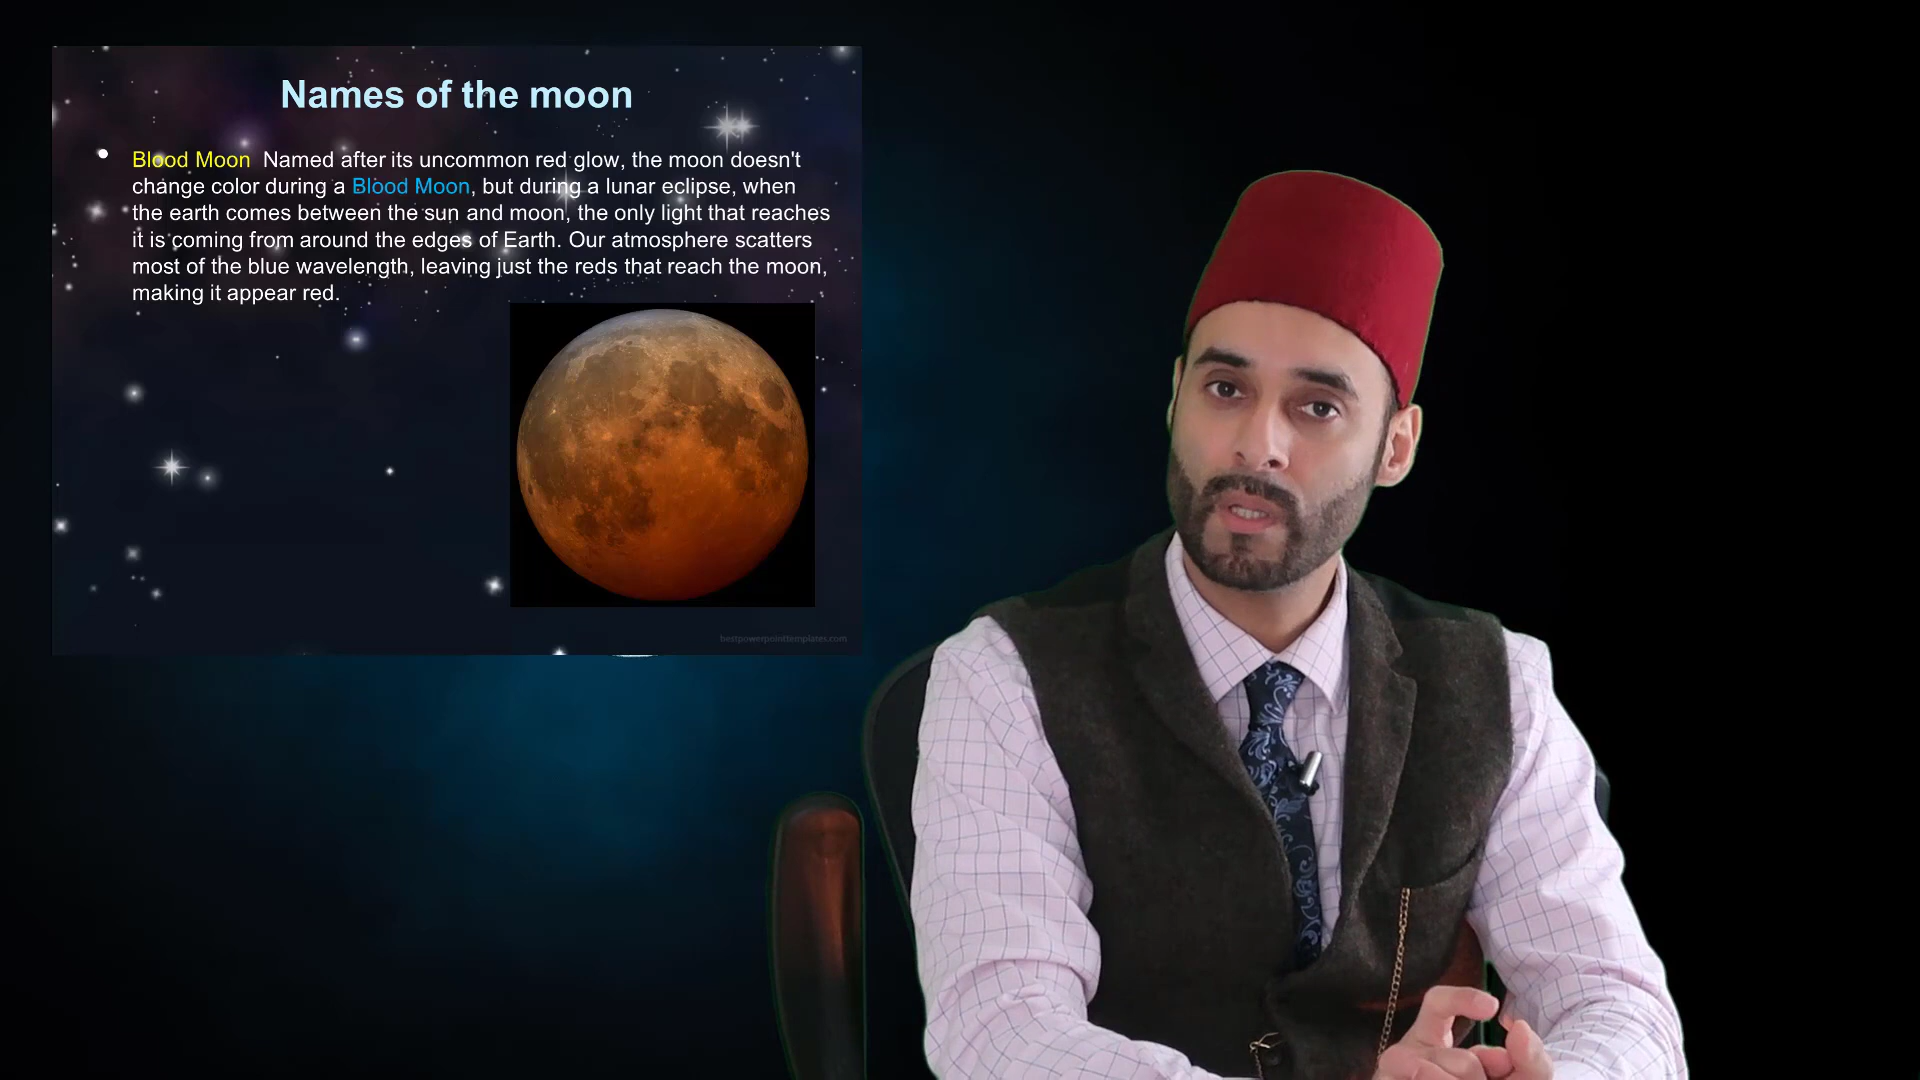 Names of the moon
Blood Moon Named after its uncommon red glow, the moon doesn't
change color during a Blood Moon, but during a lunar eclipse, when
the earth comes between the sun and moon, the only light that reaches
it is coming from around the edges of Earth. Our atmosphere scatters
most of the blue wavelength, leaving just the reds that reach the moon,
making it appear red.
bestpowerpointtemplates.com